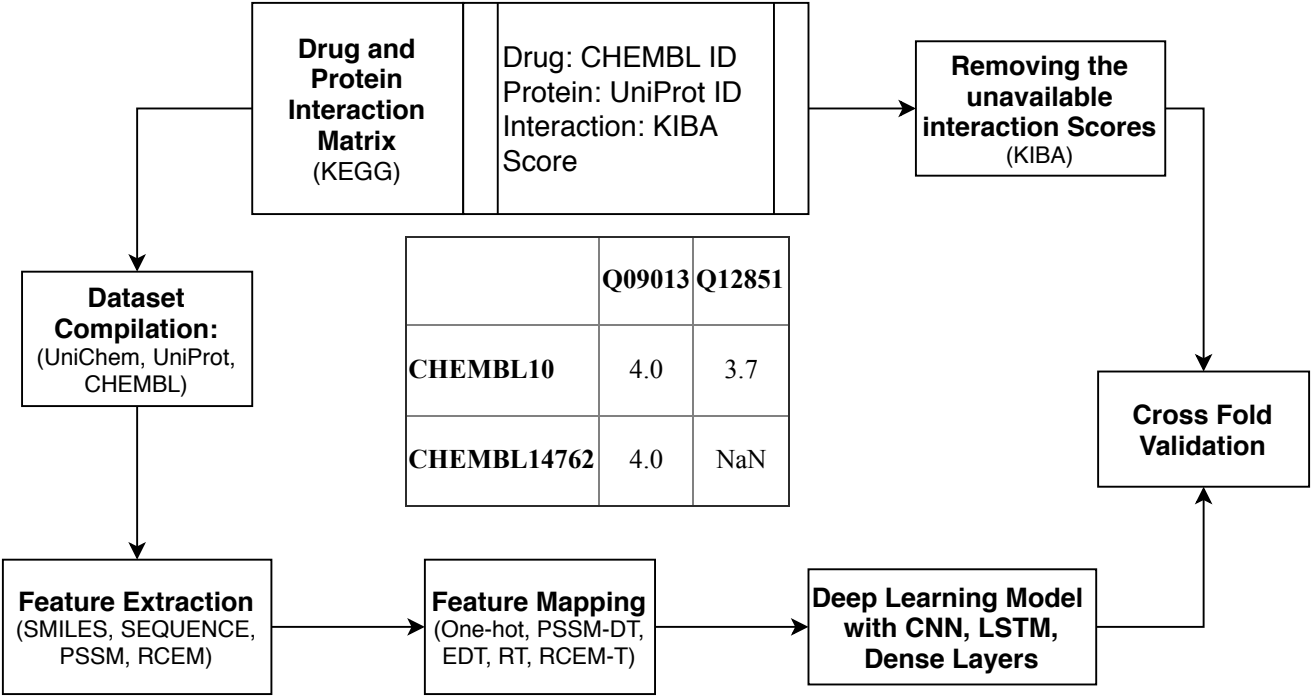 Drug and
Protein
Interaction
Matrix
(KEGG)
Drug: CHEMBL ID
Protein: UniProt ID
Interaction: KIBA
Score
Removing the
unavailable
interaction Scores
(KIBA)
Q09013 Q12851
CHEMBL10 4.0 3.7
CHEMBL14762 4.0 NaN
Dataset
Compilation:
(UniChem, UniProt,
CHEMBL)
Cross Fold
Validation
Feature Extraction
(SMILES, SEQUENCE,
PSSM, RCEM)
Feature Mapping
(One-hot, PSSM-DT,
EDT, RT, RCEM-T)
Deep Learning Model
with CNN, LSTM,
Dense Layers